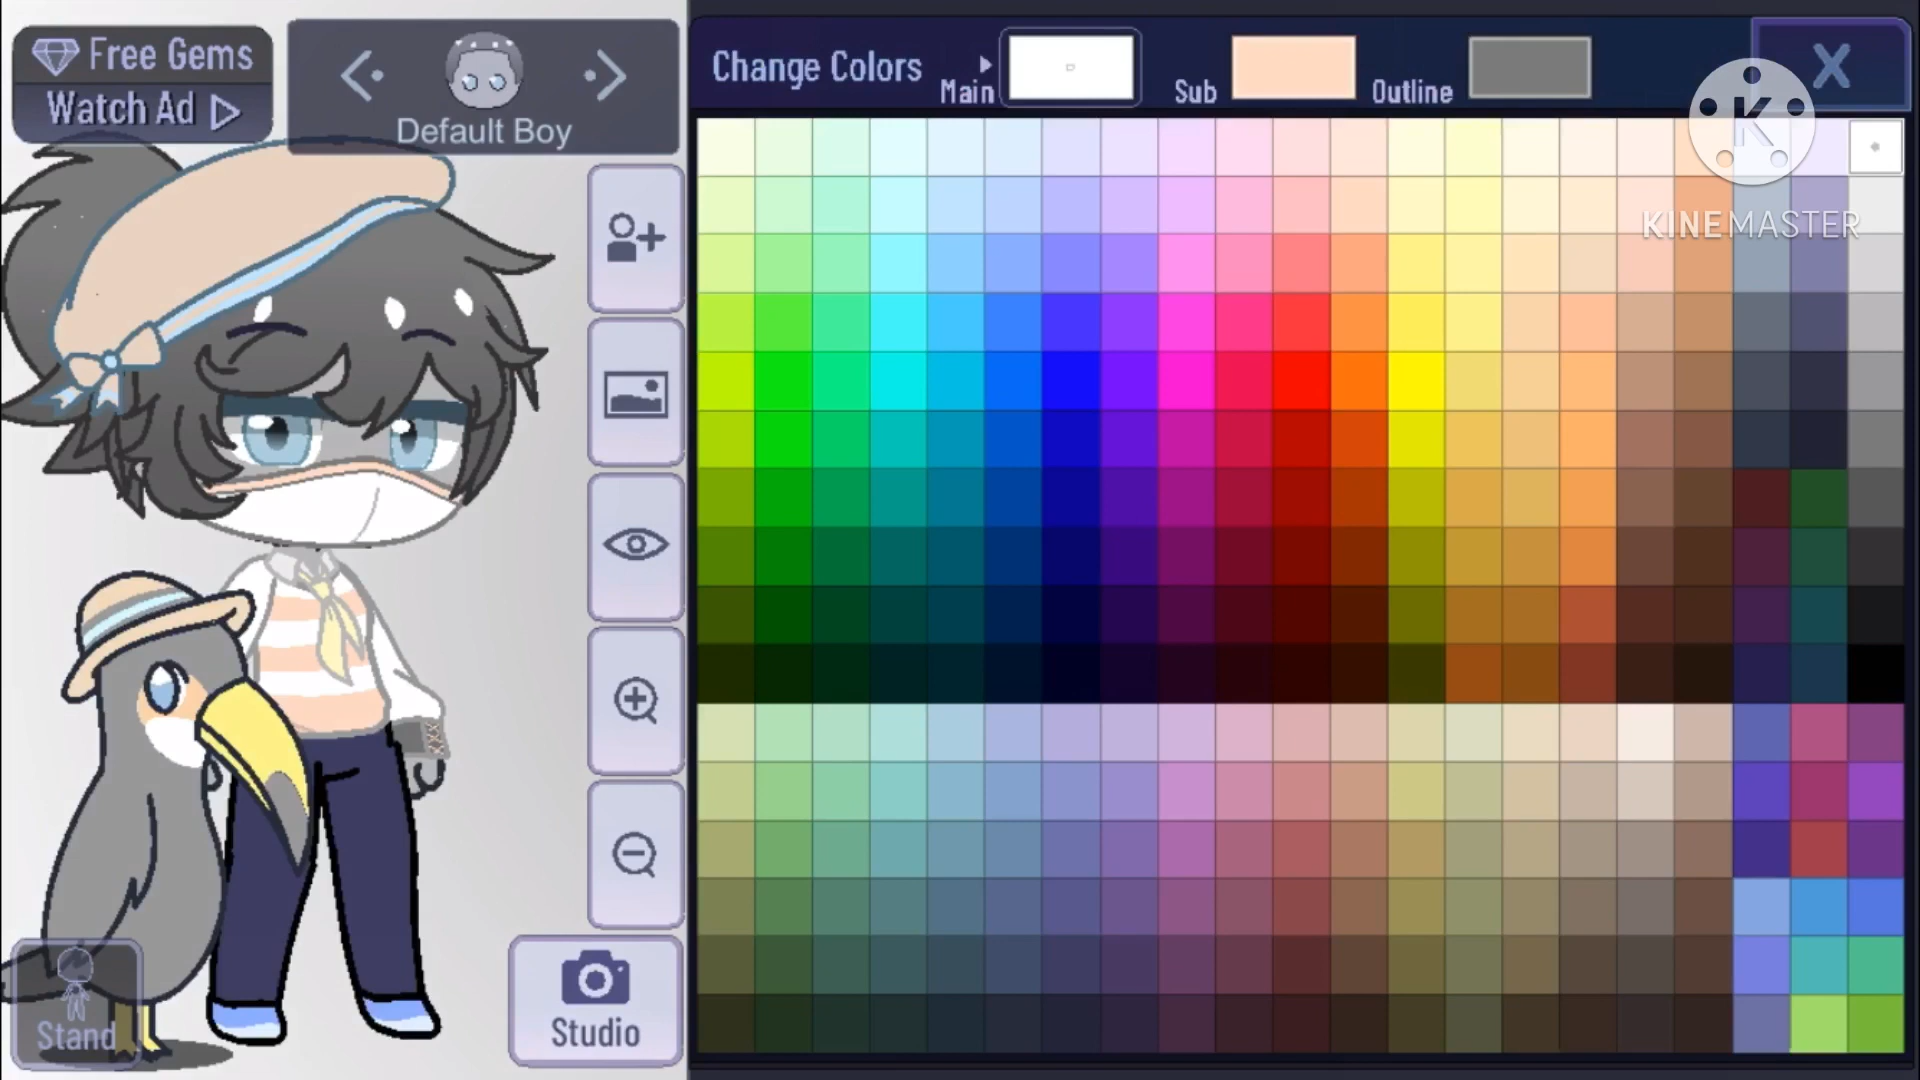 Free Gems
Watch Ad
Default Boy
Change Colors
Main
Sub
Outline
X
K
KINEMASTER
Stand
Studio